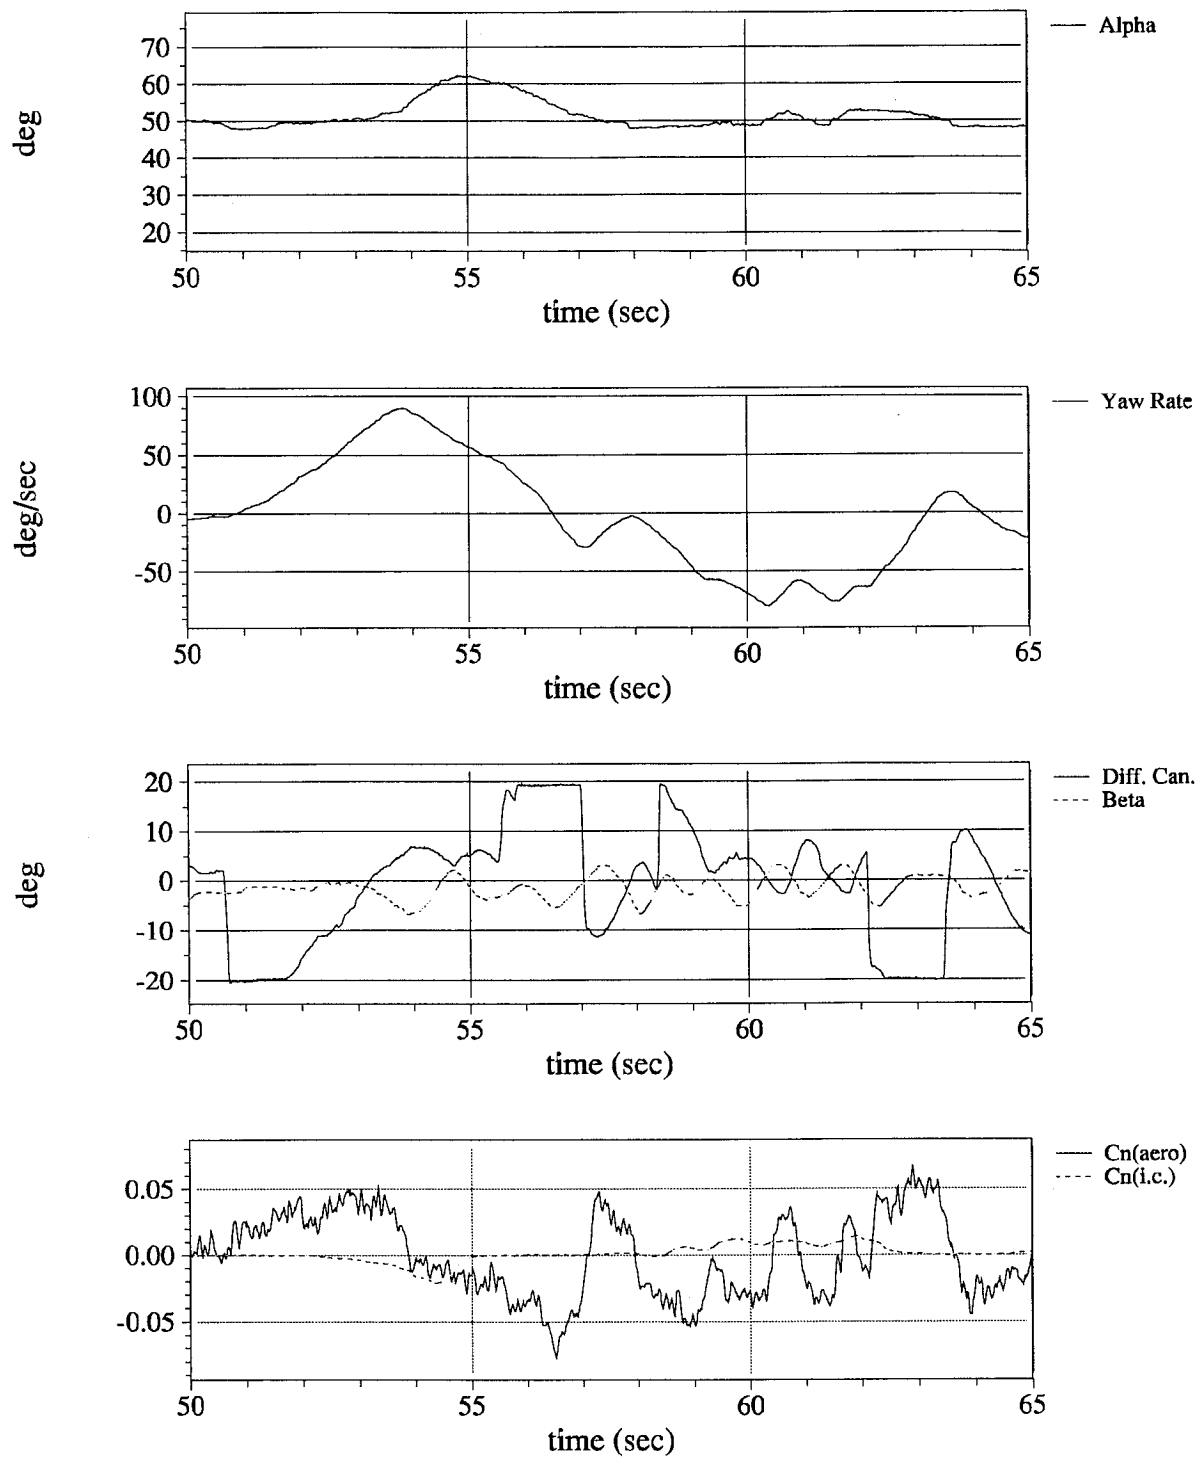 Alpha
70
60
50
40
30
20
deg
50 55 60 65
time (sec)
Yaw Rate
100
50
0
-50
deg/sec
50 55 60 65
time (sec)
Diff. Can.
Beta
20
10
0
-10
-20
deg
50 55 60 65
time (sec)
Cn(aero)
Cn(i.c.)
0.05
0.00
-0.05
50 55 60 65
time (sec)